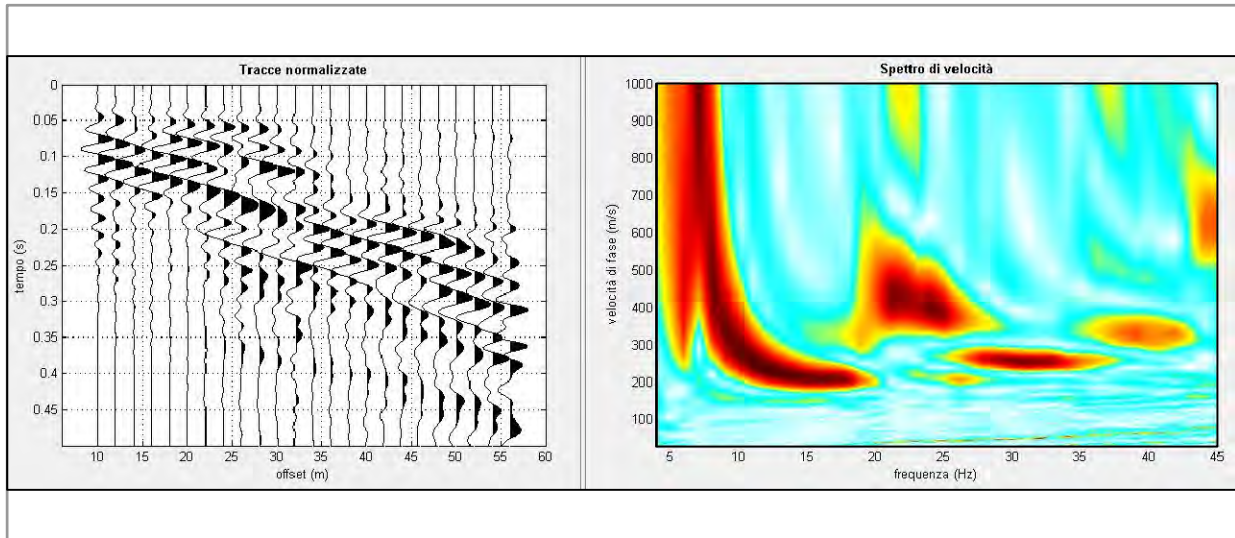 Tracce normalizzate
0
0.05
0.1
0.15
0.2
0.25
0.3
0.35
0.4
0.45
tempo (s)
10 15 20 25 30 35 40 45 50 55 60
offset (m)
Spettro di velocità
1000
900
800
700
600
500
400
300
200
100
velocità di fase (m/s)
5 10 15 20 25 30 35 40 45
frequenza (Hz)